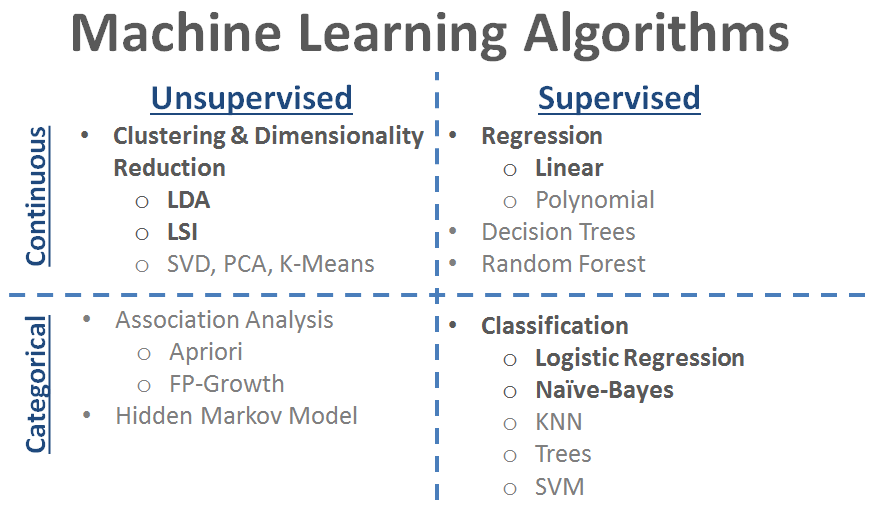 Machine Learning Algorithms
Unsupervised
Supervised
Continuous
• Clustering & Dimensionality
Reduction
o LDA
o LSI
o SVD, PCA, K-Means
• Regression
o Linear
o Polynomial
• Decision Trees
• Random Forest
Categorical
• Association Analysis
o Apriori
o FP-Growth
• Hidden Markov Model
• Classification
o Logistic Regression
o Naïve-Bayes
o KNN
o Trees
o SVM